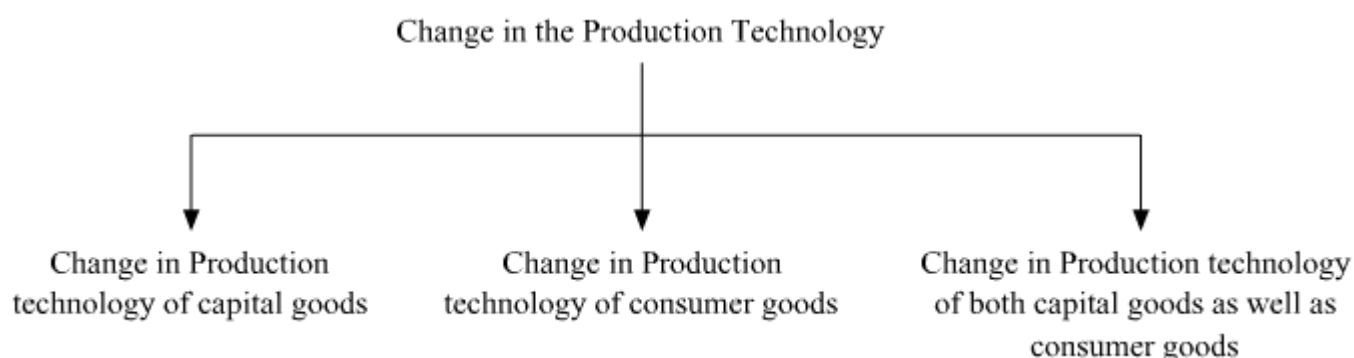 Change in the Production Technology
Change in Production
technology of capital goods
Change in Production
technology of consumer goods
Change in Production technology
of both capital goods as well as
consumer goods